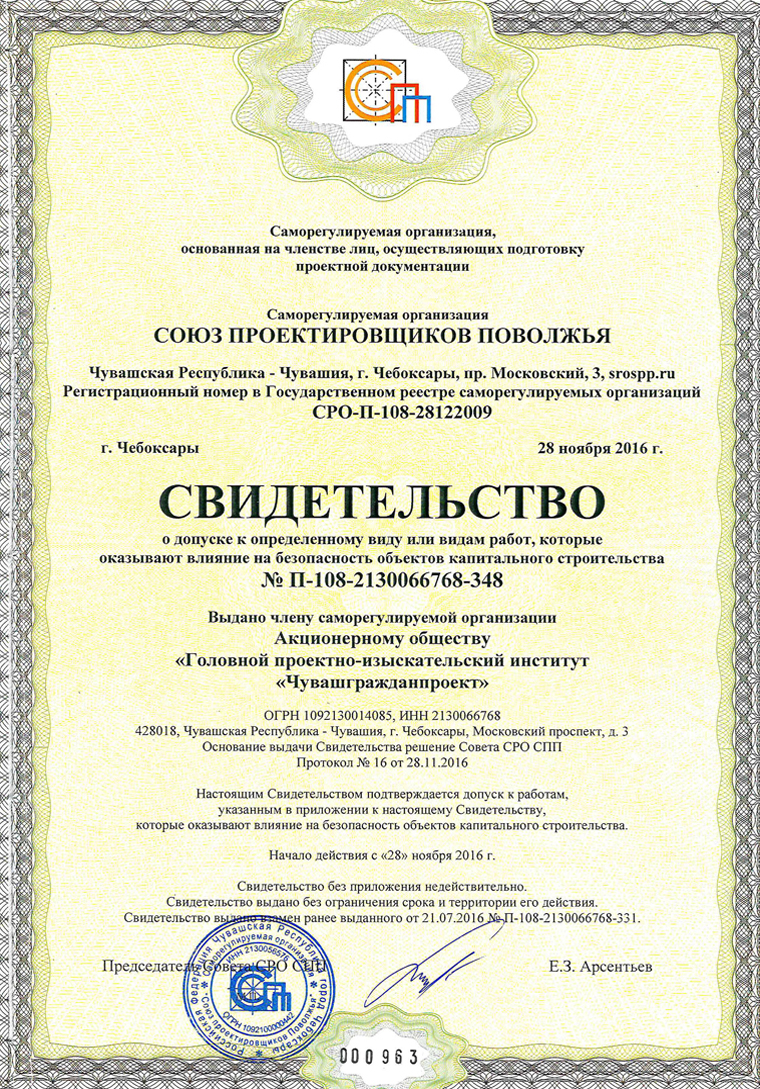 Саморегулируемая организация,
основанная на членстве лиц, осуществляющих подготовку
проектной документации
Саморегулируемая организация
СОЮЗ ПРОЕКТИРОВЩИКОВ ПОВОЛЖЬЯ
Чувашская Республика - Чувашия, г. Чебоксары, пр. Московский, 3, srospp.ru
Регистрационный номер в Государственном реестре саморегулируемых организаций
СРО-П-108-28122009
г. Чебоксары 28 ноября 2016 г.
СВИДЕТЕЛЬСТВО
о допуске к определенному виду или видам работ, которые
оказывают влияние на безопасность объектов капитального строительства
№ П-108-2130066768-348
Выдано члену саморегулируемой организации
Акционерному обществу
«Головной проектно-изыскательский институт
«Чувашгражданпроект»
ОГРН 1092130014085, ИНН 2130066768
428018, Чувашская Республика - Чувашия, г. Чебоксары, Московский проспект, д. 3
Основание выдачи Свидетельства решение Совета СРО СПП
Протокол № 16 от 28.11.2016
Настоящим Свидетельством подтверждается допуск к работам,
указанным в приложении к настоящему Свидетельству,
которые оказывают влияние на безопасность объектов капитального строительства.
Начало действия с «28» ноября 2016 г.
Свидетельство без приложения недействительно.
Свидетельство выдано без ограничения срока и территории его действия.
Свидетельство выдано взамен ранее выданного от 21.07.2016 № П-108-2130066768-331.
Председатель Совета СРО СПП Е.З. Арсентьев
Российская Федерация Чувашская Республика город Чебоксары
Саморегулируемая организация
"Союз проектировщиков Поволжья"
ИНН 2130056576
ОГРН 1092100000442
000963